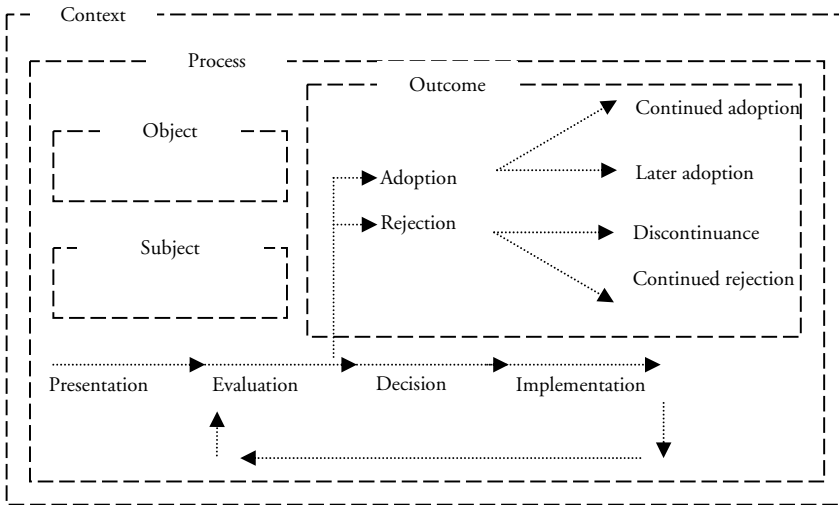 Context
Process
Outcome
Object
Subject
Continued adoption
Adoption
Later adoption
Rejection
Discontinuance
Continued rejection
Presentation
Evaluation
Decision
Implementation